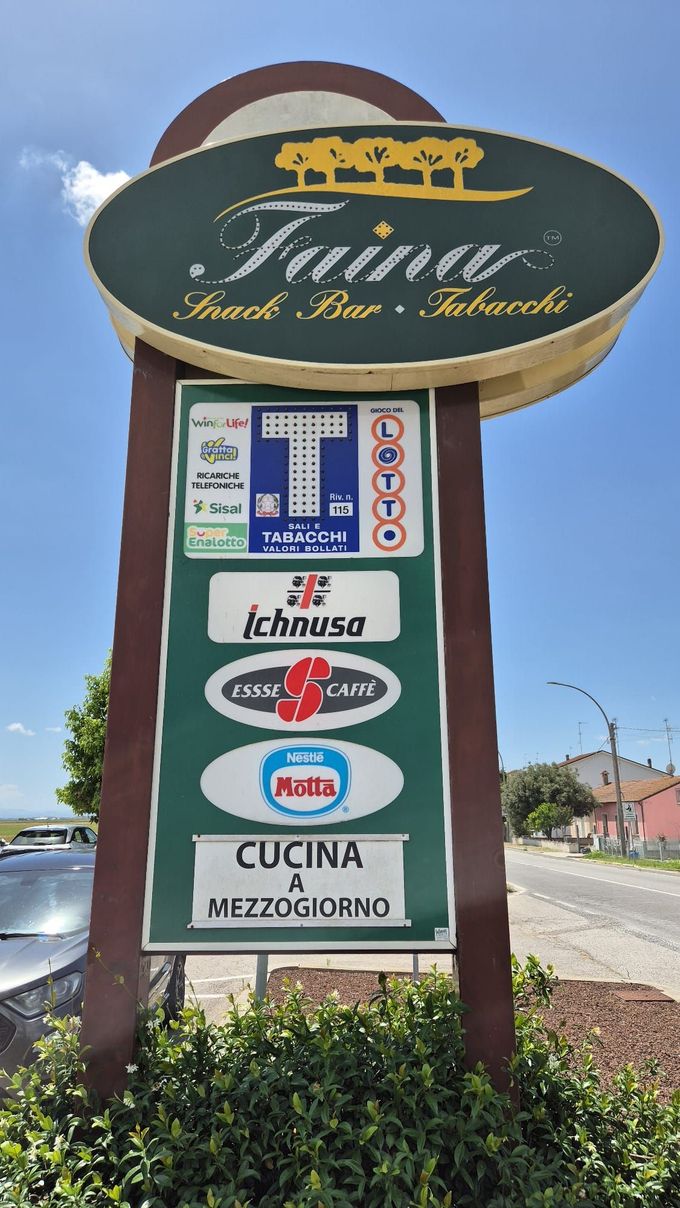 Faina ™
Snack Bar · Tabacchi
Win for Life!
Gratta e Vinci!
RICARICHE
TELEFONICHE
Sisal
Super
Enalotto
T
Riv. n.
115
SALI E
TABACCHI
VALORI BOLLATI
GIOCO DEL
LOTTO
ichnusa
ESSSE CAFFÈ
Nestlé
Motta ®
CUCINA
A
MEZZOGIORNO